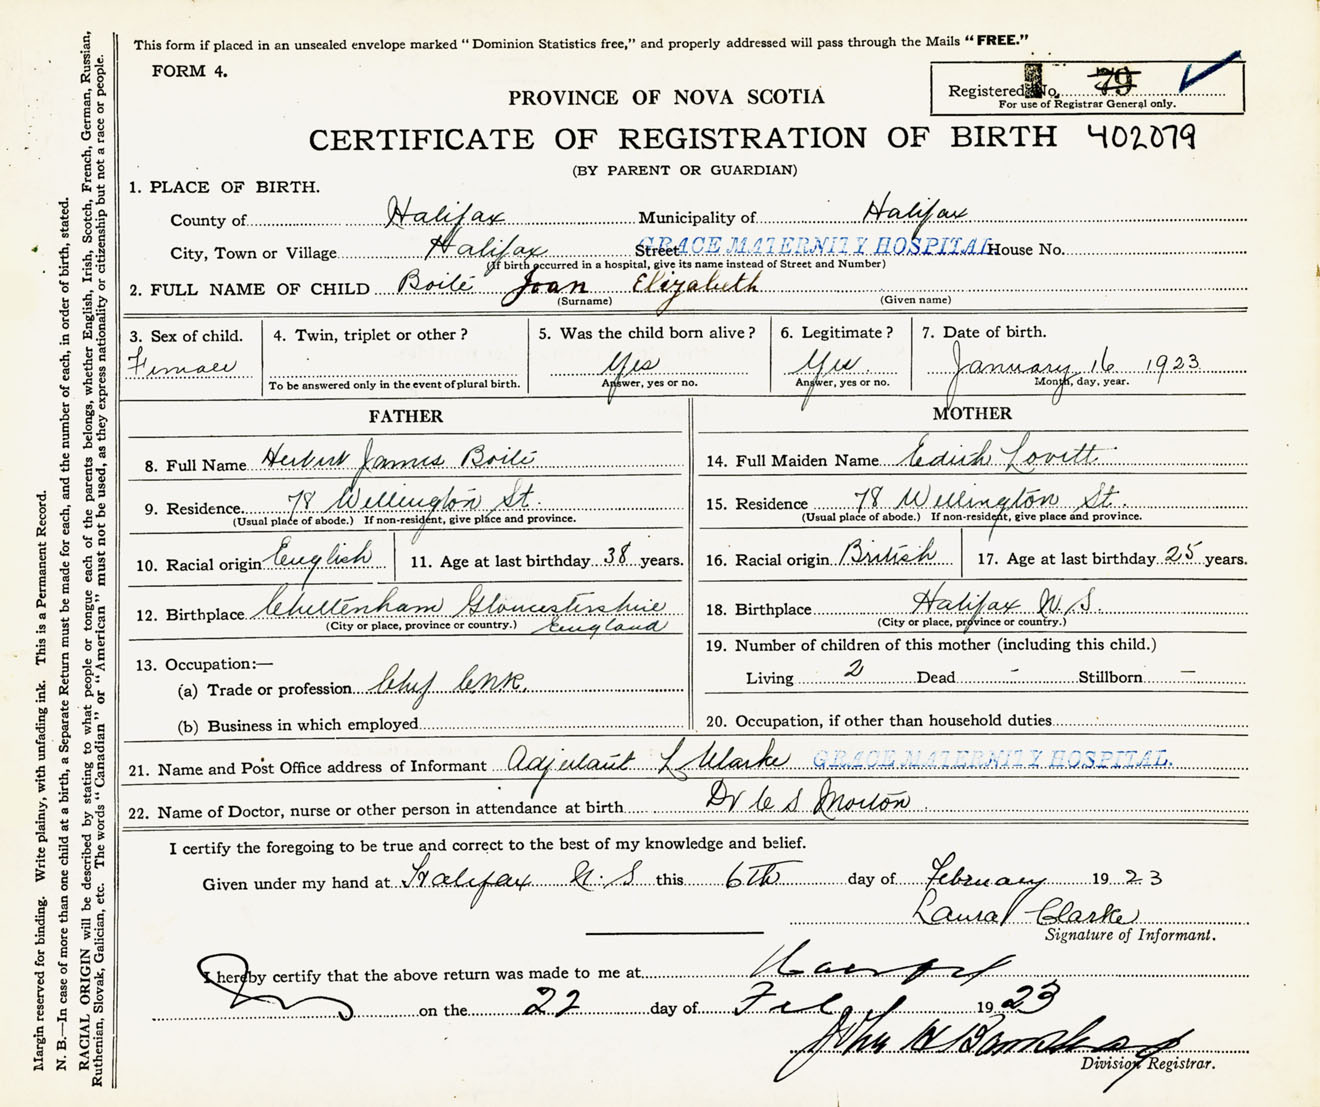 This form if placed in an unsealed envelope marked "Dominion Statistics free," and properly addressed will pass through the Mails "FREE."
FORM 4.
Registered No. 79
For use of Registrar General only.
PROVINCE OF NOVA SCOTIA
CERTIFICATE OF REGISTRATION OF BIRTH 402079
(BY PARENT OR GUARDIAN)
1. PLACE OF BIRTH.
County of Halifax Municipality of Halifax
City, Town or Village Halifax Street GRACE MATERNITY HOSPITAL House No.
(If birth occurred in a hospital, give its name instead of Street and Number)
2. FULL NAME OF CHILD Boilé Joan Elizabeth
(Surname) (Given name)
3. Sex of child. 4. Twin, triplet or other? 5. Was the child born alive? 6. Legitimate? 7. Date of birth.
Female Yes Yes. January 16 1923
To be answered only in the event of plural birth. Answer, yes or no. Answer, yes or no. Month, day, year.
FATHER
8. Full Name Herbert James Boilé
9. Residence 78 Wellington St.
(Usual place of abode.) If non-resident, give place and province.
10. Racial origin English 11. Age at last birthday 38 years.
12. Birthplace Cheltenham Gloucestershire
(City or place, province or country.) England
13. Occupation:—
(a) Trade or profession Chef CNR.
(b) Business in which employed
MOTHER
14. Full Maiden Name Edith Lovitt
15. Residence 78 Wellington St.
(Usual place of abode.) If non-resident, give place and province.
16. Racial origin British 17. Age at last birthday 25 years.
18. Birthplace Halifax N.S.
(City or place, province or country.)
19. Number of children of this mother (including this child.)
Living 2 Dead - Stillborn —
20. Occupation, if other than household duties
21. Name and Post Office address of Informant Adjutant L Clarke GRACE MATERNITY HOSPITAL.
22. Name of Doctor, nurse or other person in attendance at birth Dr C S Morton
I certify the foregoing to be true and correct to the best of my knowledge and belief.
Given under my hand at Halifax N.S this 6th day of February 1923
Laura Clarke
Signature of Informant.
I hereby certify that the above return was made to me at
on the 22 day of Feb 1923
Division Registrar.
Margin reserved for binding. Write plainly, with unfading ink. This is a Permanent Record.
N. B.—In case of more than one child at a birth, a Separate Return must be made for each, and the number of each, in order of birth, stated.
RACIAL ORIGIN will be described by stating to what people or tongue each of the parents belongs, whether English, Irish, Scotch, French, German, Russian,
Ruthenian, Slovak, Galician, etc. The words "Canadian" or "American" must not be used, as they express nationality or citizenship but not a race or people.